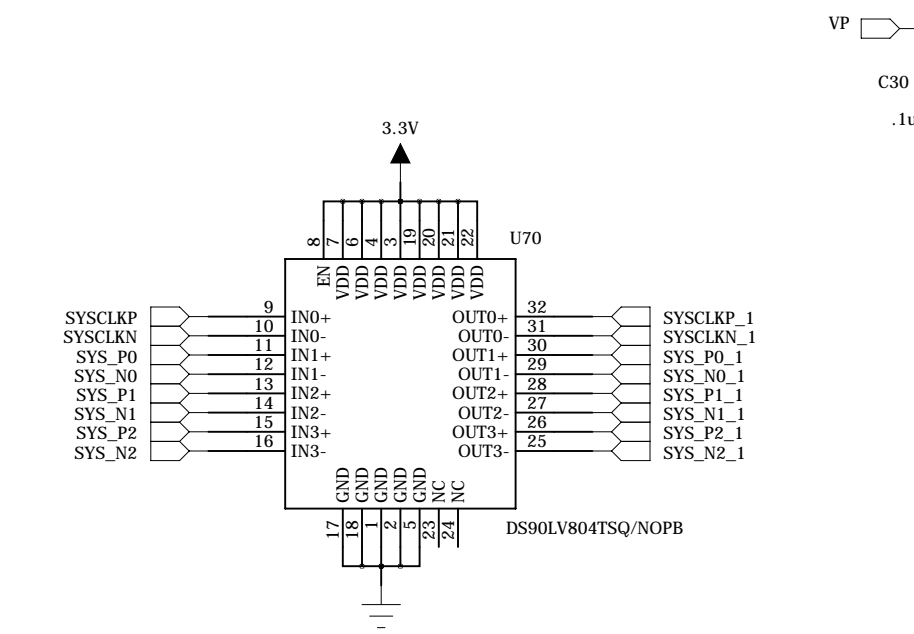 VP
C30
.1u
3.3V
U70
8 7 6 4 3 19 20 21 22
EN VDD VDD VDD VDD VDD VDD VDD VDD
SYSCLKP 9 IN0+ OUT0+ 32 SYSCLKP_1
SYSCLKN 10 IN0- OUT0- 31 SYSCLKN_1
SYS_P0 11 IN1+ OUT1+ 30 SYS_P0_1
SYS_N0 12 IN1- OUT1- 29 SYS_N0_1
SYS_P1 13 IN2+ OUT2+ 28 SYS_P1_1
SYS_N1 14 IN2- OUT2- 27 SYS_N1_1
SYS_P2 15 IN3+ OUT3+ 26 SYS_P2_1
SYS_N2 16 IN3- OUT3- 25 SYS_N2_1
GND GND GND GND GND NC NC
17 18 1 2 5 23 24
DS90LV804TSQ/NOPB